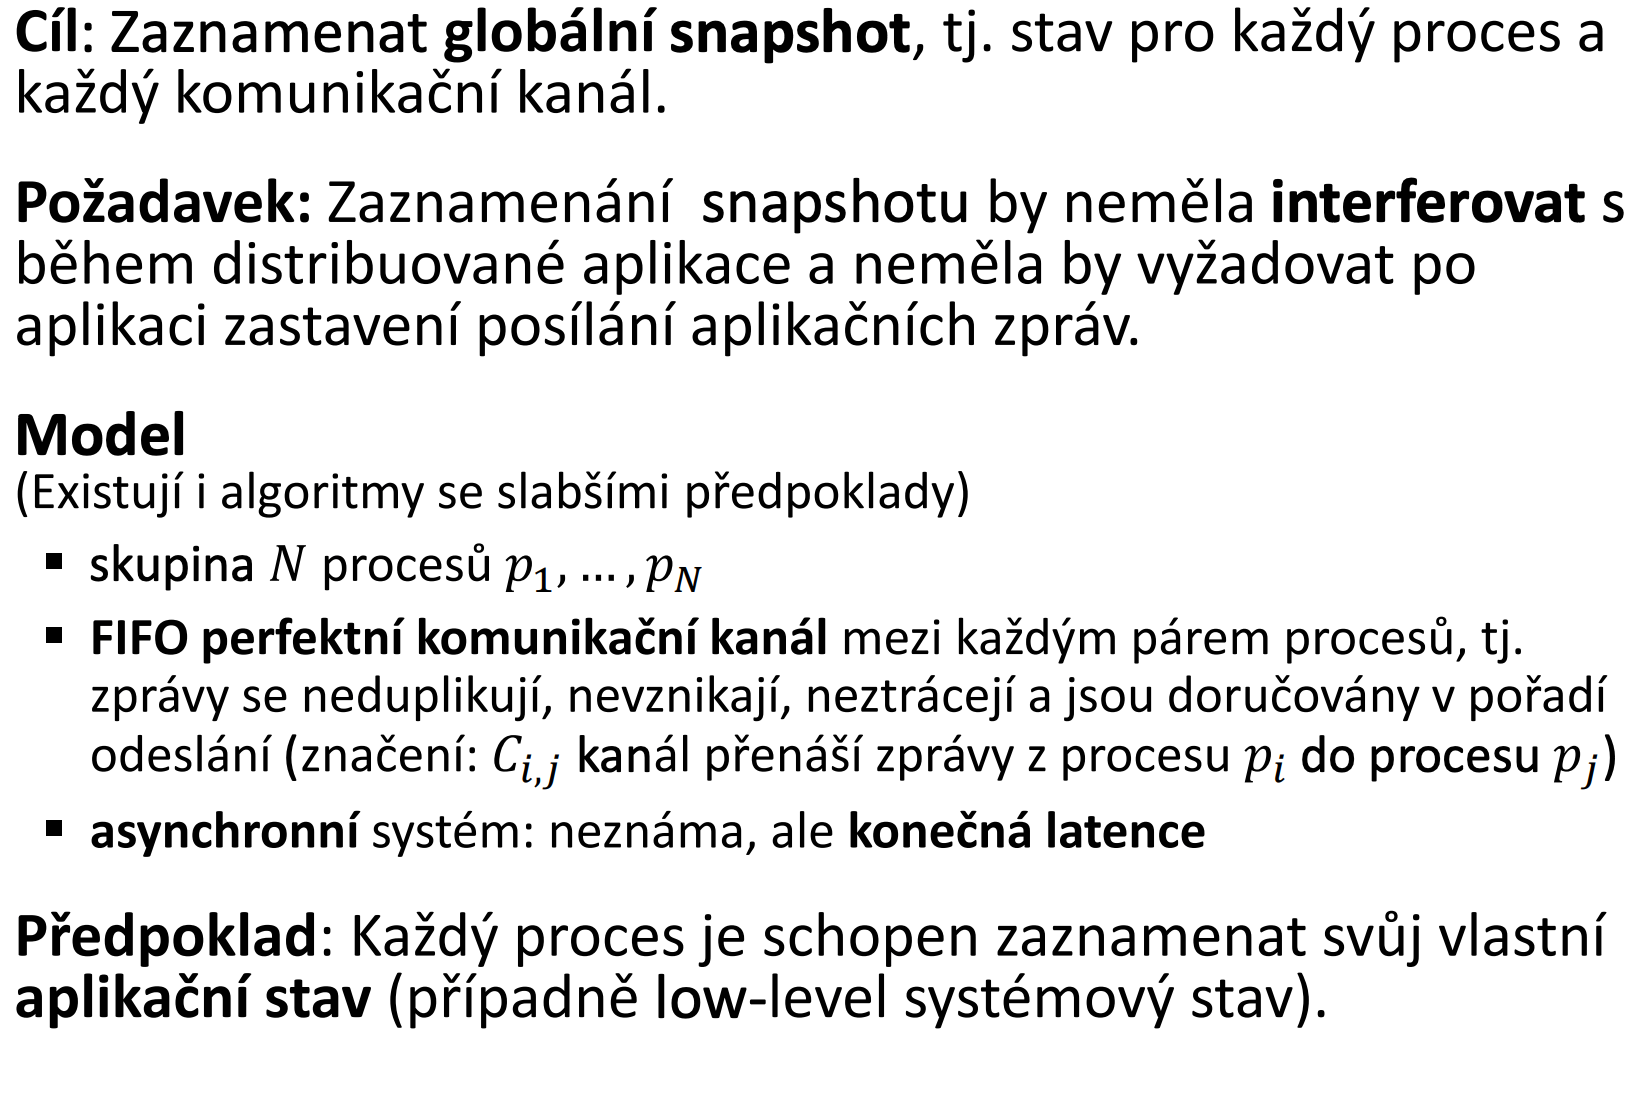 Cíl: Zaznamenat globální snapshot, tj. stav pro každý proces a
každý komunikační kanál.
Požadavek: Zaznamenání snapshotu by neměla interferovat s
během distribuované aplikace a neměla by vyžadovat po
aplikaci zastavení posílání aplikačních zpráv.
Model
(Existují i algoritmy se slabšími předpoklady)
▪ skupina N procesů p₁, … , p_N
▪ FIFO perfektní komunikační kanál mezi každým párem procesů, tj.
zprávy se neduplikují, nevznikají, neztrácejí a jsou doručovány v pořadí
odeslání (značení: C_{i,j} kanál přenáší zprávy z procesu p_i do procesu p_j)
▪ asynchronní systém: neznáma, ale konečná latence
Předpoklad: Každý proces je schopen zaznamenat svůj vlastní
aplikační stav (případně low-level systémový stav).